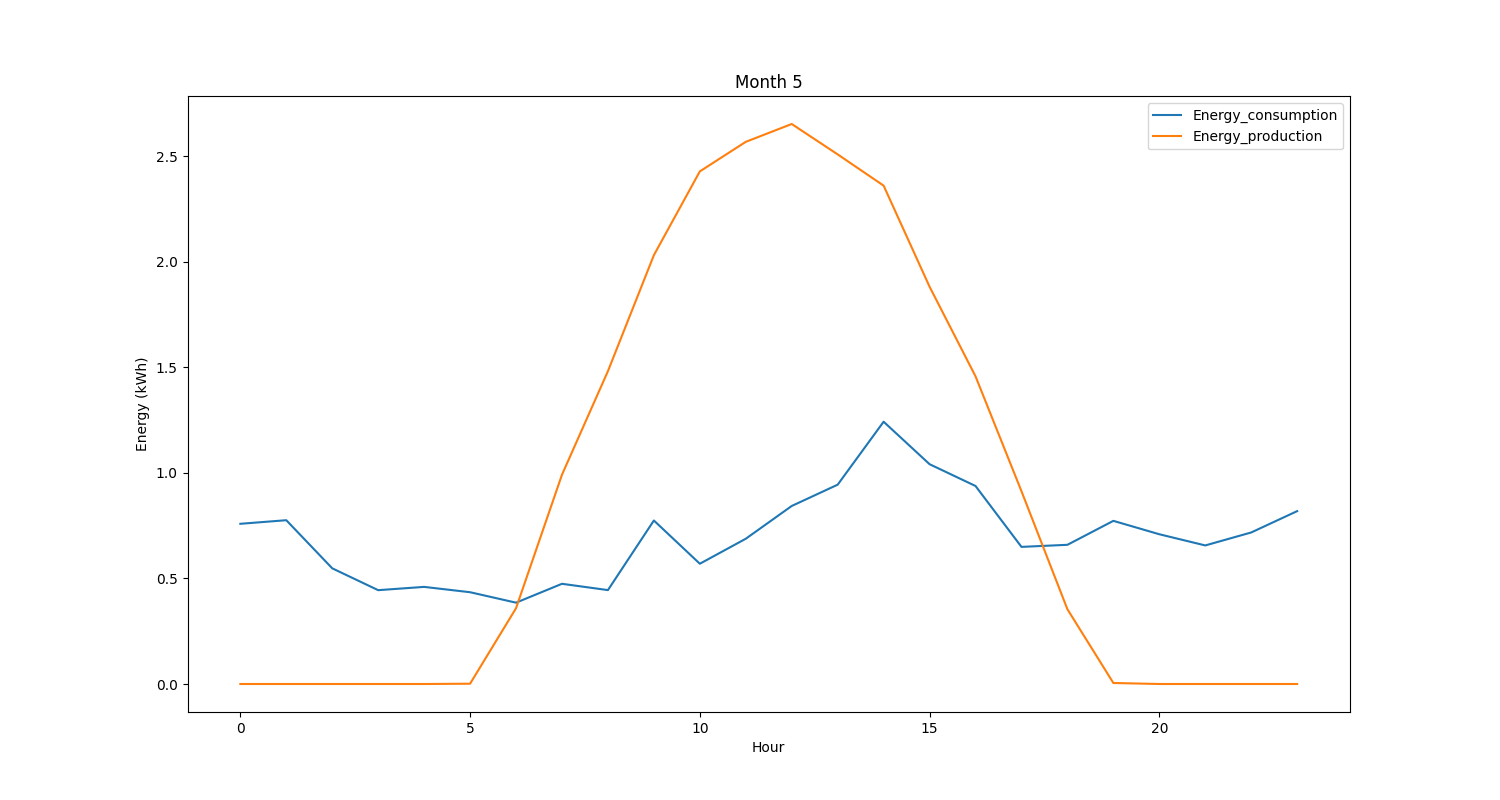 Month 5
Energy_consumption
Energy_production
Energy (kWh)
2.5
2.0
1.5
1.0
0.5
0.0
0 5 10 15 20
Hour